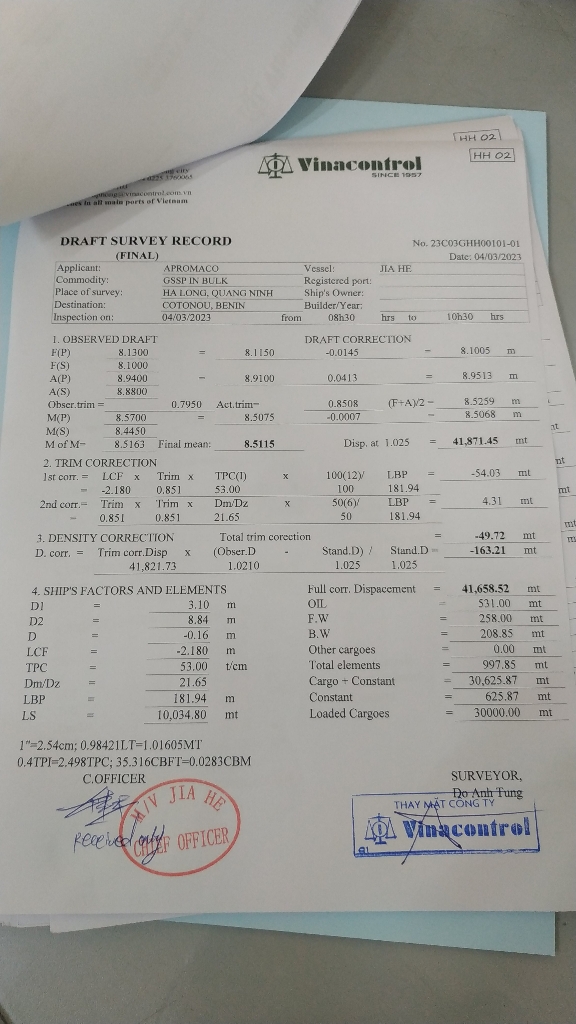 HH 02
HH 02
Vinacontrol
SINCE 1957
in all main ports of Vietnam
DRAFT SURVEY RECORD
(FINAL)
No. 23C03GHH00101-01
Date: 04/03/2023
Applicant: APROMACO Vessel: JIA HE
Commodity: GSSP IN BULK Registered port:
Place of survey: HA LONG, QUANG NINH Ship's Owner:
Destination: COTONOU, BENIN Builder/Year:
Inspection on: 04/03/2023 from 08h30 hrs to 10h30 hrs
1. OBSERVED DRAFT DRAFT CORRECTION
F(P) 8.1300 = 8.1150 -0.0145 = 8.1005 m
F(S) 8.1000
A(P) 8.9400 = 8.9100 0.0413 = 8.9513 m
A(S) 8.8800
Obser.trim = 0.7950 Act.trim= 0.8508 (F+A)/2 = 8.5259 m
M(P) 8.5700 = 8.5075 -0.0007 = 8.5068 m
M(S) 8.4450
M of M= 8.5163 Final mean: 8.5115 Disp. at 1.025 = 41,871.45 mt
2. TRIM CORRECTION
1st corr. = LCF x Trim x TPC(I) x 100(12)/ LBP = -54.03 mt
= -2.180 0.851 53.00 100 181.94
2nd corr.= Trim x Trim x Dm/Dz x 50(6)/ LBP = 4.31 mt
= 0.851 0.851 21.65 50 181.94
3. DENSITY CORRECTION Total trim corection = -49.72 mt
D. corr. = Trim corr.Disp x (Obser.D - Stand.D) / Stand.D = -163.21 mt
41,821.73 1.0210 1.025 1.025
4. SHIP'S FACTORS AND ELEMENTS Full corr. Dispacement = 41,658.52 mt
D1 = 3.10 m OIL = 531.00 mt
D2 = 8.84 m F.W = 258.00 mt
D = -0.16 m B.W = 208.85 mt
LCF = -2.180 m Other cargoes = 0.00 mt
TPC = 53.00 t/cm Total elements = 997.85 mt
Dm/Dz = 21.65 Cargo + Constant = 30,625.87 mt
LBP = 181.94 m Constant = 625.87 mt
LS = 10,034.80 mt Loaded Cargoes = 30000.00 mt
1"=2.54cm; 0.98421LT=1.01605MT
0.4TPI=2.498TPC; 35.316CBFT=0.0283CBM
C.OFFICER SURVEYOR,
Do Anh Tung
M/V JIA HE
CHIEF OFFICER
Received only
THAY MẶT CÔNG TY
Vinacontrol